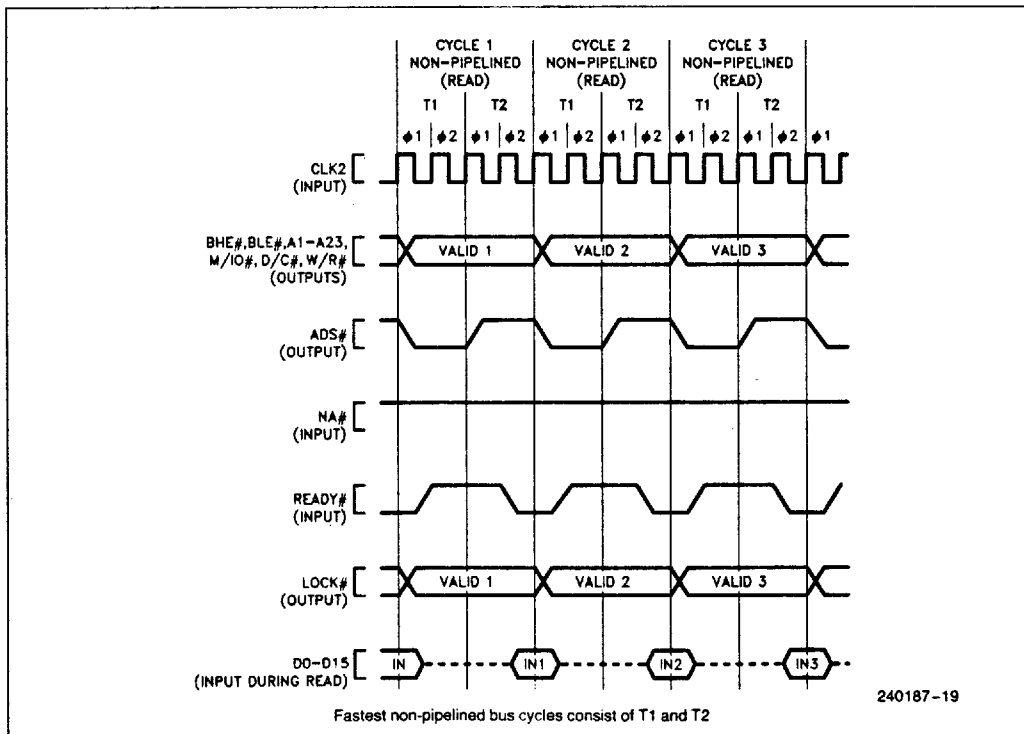 CYCLE 1 CYCLE 2 CYCLE 3
NON-PIPELINED NON-PIPELINED NON-PIPELINED
(READ) (READ) (READ)
T1 T2 T1 T2 T1 T2
φ1 φ2 φ1 φ2 φ1 φ2 φ1 φ2 φ1 φ2 φ1 φ2 φ1
CLK2
(INPUT)
BHE#,BLE#,A1-A23,
M/IO#,D/C#,W/R#
(OUTPUTS)
VALID 1 VALID 2 VALID 3
ADS#
(OUTPUT)
NA#
(INPUT)
READY#
(INPUT)
LOCK#
(OUTPUT)
VALID 1 VALID 2 VALID 3
D0-D15
(INPUT DURING READ)
IN IN1 IN2 IN3
240187-19
Fastest non-pipelined bus cycles consist of T1 and T2